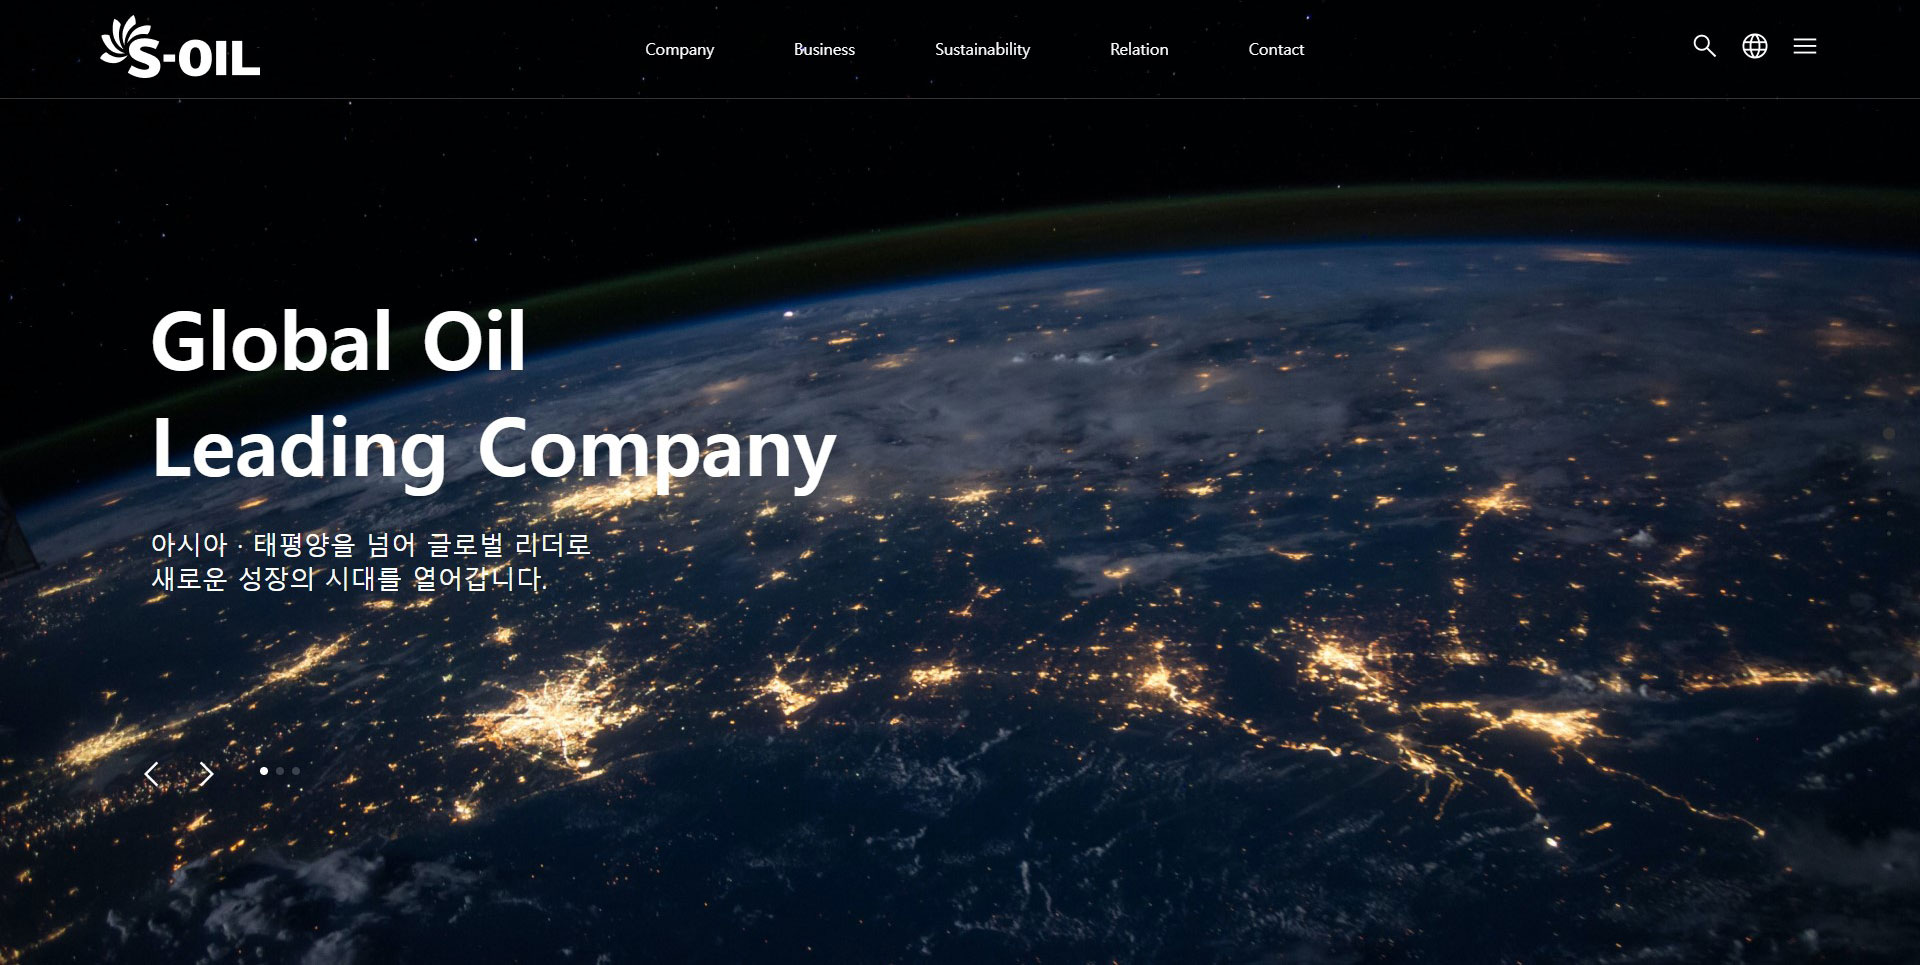 S-OIL
Company
Business
Sustainability
Relation
Contact
Global Oil
Leading Company
아시아 · 태평양을 넘어 글로벌 리더로
새로운 성장의 시대를 열어갑니다.